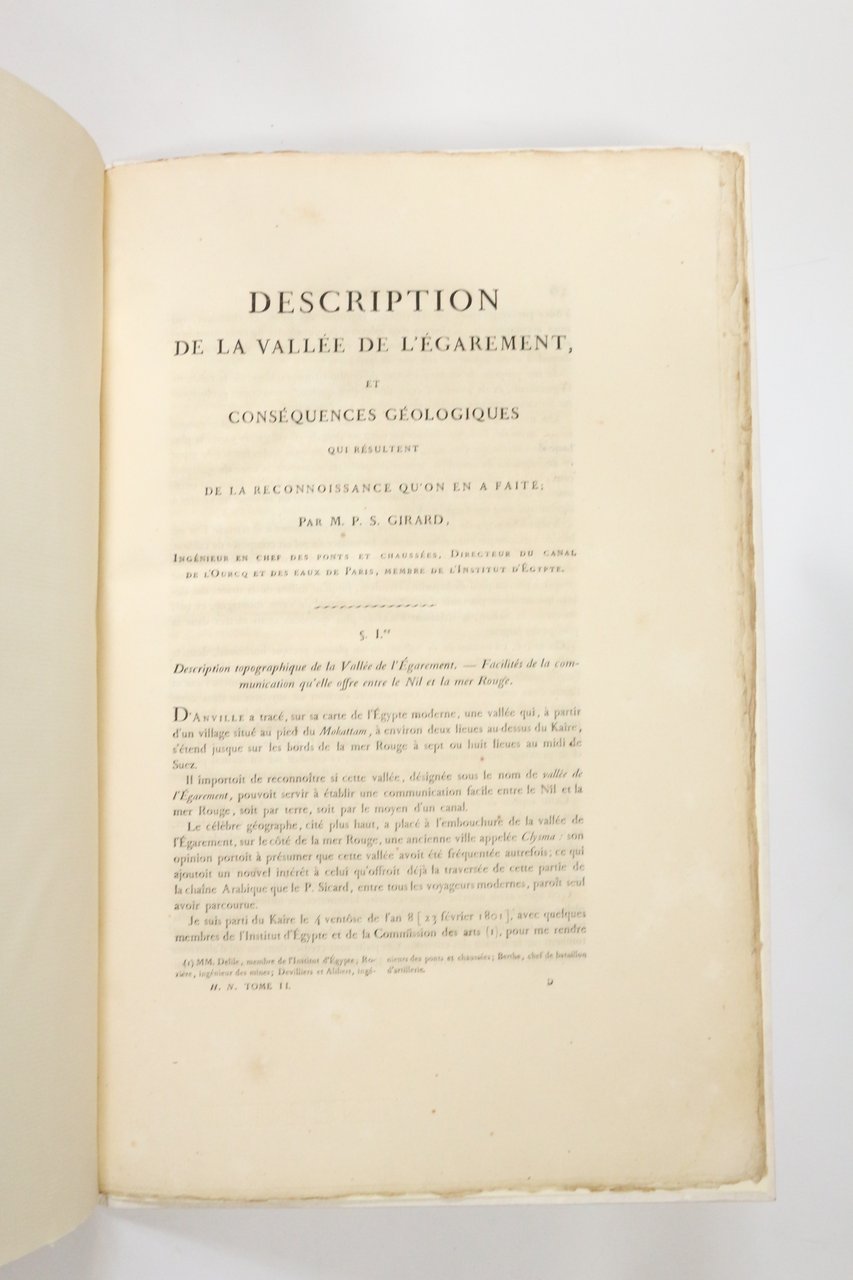 DESCRIPTION
DE LA VALLÉE DE L'ÉGAREMENT,
ET
CONSÉQUENCES GÉOLOGIQUES
QUI RÉSULTENT
DE LA RECONNOISSANCE QU'ON EN A FAITE;
PAR M. P. S. GIRARD,
INGÉNIEUR EN CHEF DES PONTS ET CHAUSSÉES, DIRECTEUR DU CANAL
DE L'OURCQ ET DES EAUX DE PARIS, MEMBRE DE L'INSTITUT D'ÉGYPTE.
§. I.er
Description topographique de la Vallée de l'Égarement. — Facilités de la com-
munication qu'elle offre entre le Nil et la mer Rouge.
D'ANVILLE a tracé, sur sa carte de l'Égypte moderne, une vallée qui, à partir
d'un village situé au pied du Mokattam, à environ deux lieues au-dessus du Kaire,
s'étend jusque sur les bords de la mer Rouge à sept ou huit lieues au midi de
Suez.
Il importoit de reconnoître si cette vallée, désignée sous le nom de vallée de
l'Égarement, pouvoit servir à établir une communication facile entre le Nil et la
mer Rouge, soit par terre, soit par le moyen d'un canal.
Le célèbre géographe, cité plus haut, a placé à l'embouchure de la vallée de
l'Égarement, sur le côté de la mer Rouge, une ancienne ville appelée Clysma : son
opinion portoit à présumer que cette vallée avoit été fréquentée autrefois; ce qui
ajoutoit un nouvel intérêt à celui qu'offroit déjà la traversée de cette partie de
la chaîne Arabique que le P. Sicard, entre tous les voyageurs modernes, paroît seul
avoir parcourue.
Je suis parti du Kaire le 4 ventôse de l'an 8 [ 23 février 1801 ], avec quelques
membres de l'Institut d'Égypte et de la Commission des arts (1), pour me rendre
(1) MM. Delile, membre de l'Institut d'Égypte; Ro-
zière, ingénieur des mines; Devilliers et Alibert, ingé-
nieurs des ponts et chaussées; Berthe, chef de bataillon
d'artillerie.
H. N. TOME II.
D